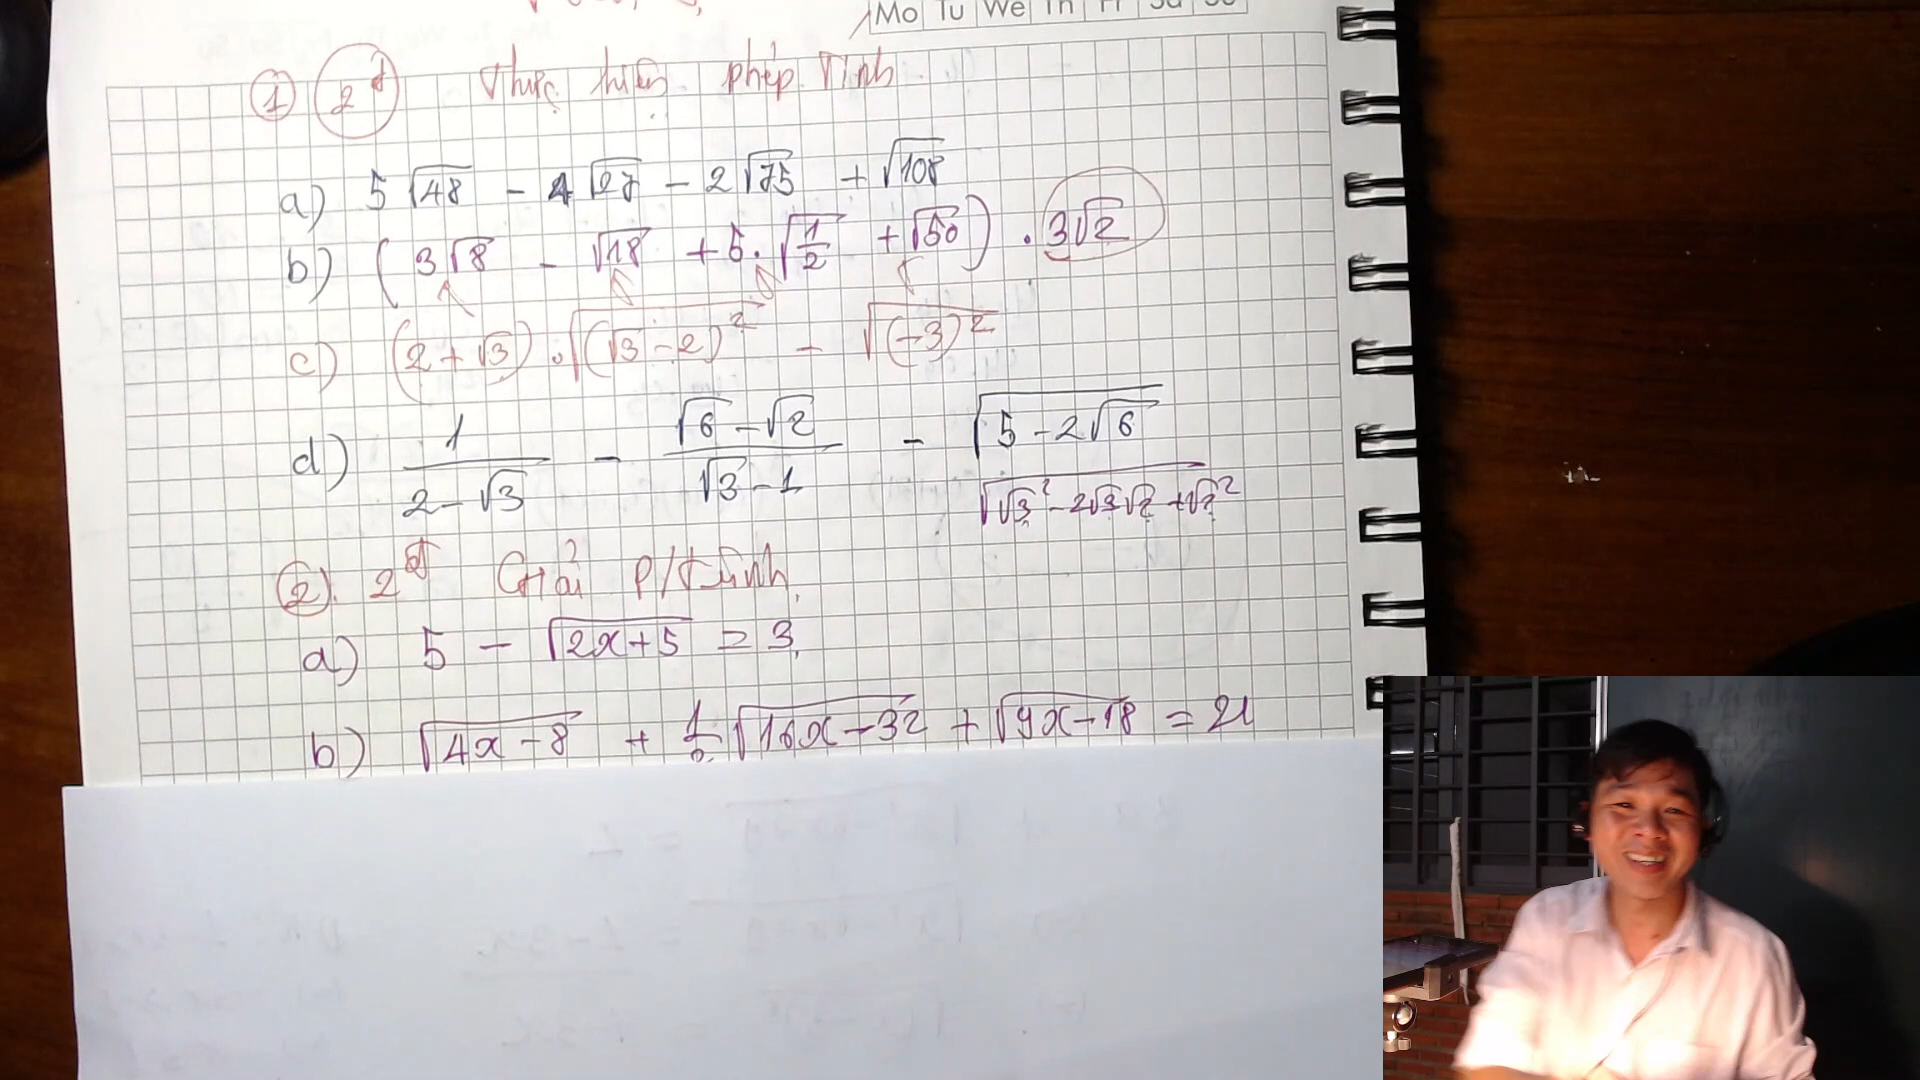 Mo Tu We Th Fr Sa Su
① 2đ Thực hiện phép tính
a) 5√48 - 4√27 - 2√75 + √108
b) (3√8 - √18 + 5.√(1/2) + √50) . 3√2
c) (2 + √3) . √((√3 - 2)²) - √((-3)²)
d) 1/(2 - √3) - (√6 - √2)/(√3 - 1) - √(5 - 2√6)
√(√3² - 2√3√2 + √2²)
②. 2đ Giải p/trình
a) 5 - √(2x + 5) = 3
b) √(4x - 8) + 1/2 √(16x - 32) + √(9x - 18) = 21